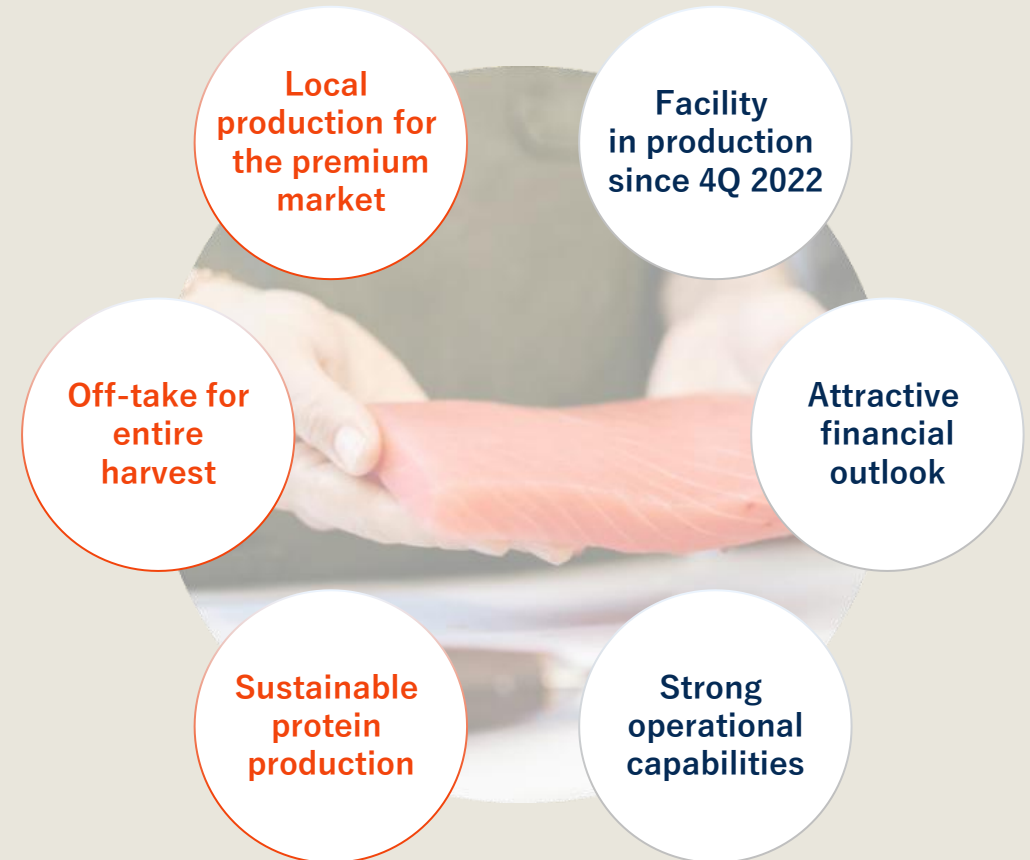 Local
production for
the premium
market
Facility
in production
since 4Q 2022
Off-take for
entire
harvest
Attractive
financial
outlook
Sustainable
protein
production
Strong
operational
capabilities